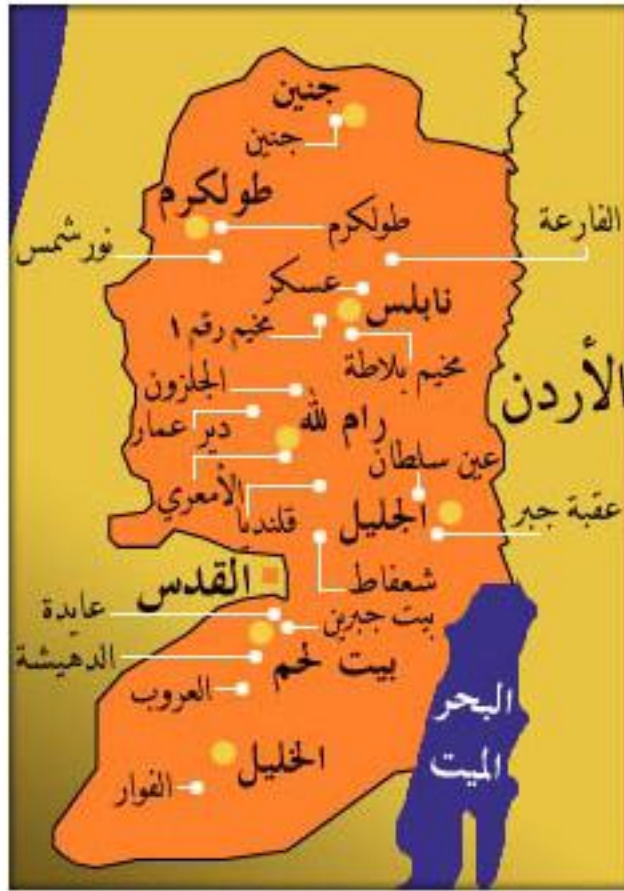 جنين
جنين
طولكرم
طولكرم
الفارعة
نور شمس
عسكر
نابلس
مخيم رقم ١
مخيم بلاطة
الأردن
الجلزون
رام لله
دير عمار
عين سلطان
الأمعري
قلنديا
الجليل
عقبة جبر
شعفاط
القدس
عايدة
بيت جبرين
الدهيشة
بيت لحم
العروب
البحر
الميت
الخليل
الفوار